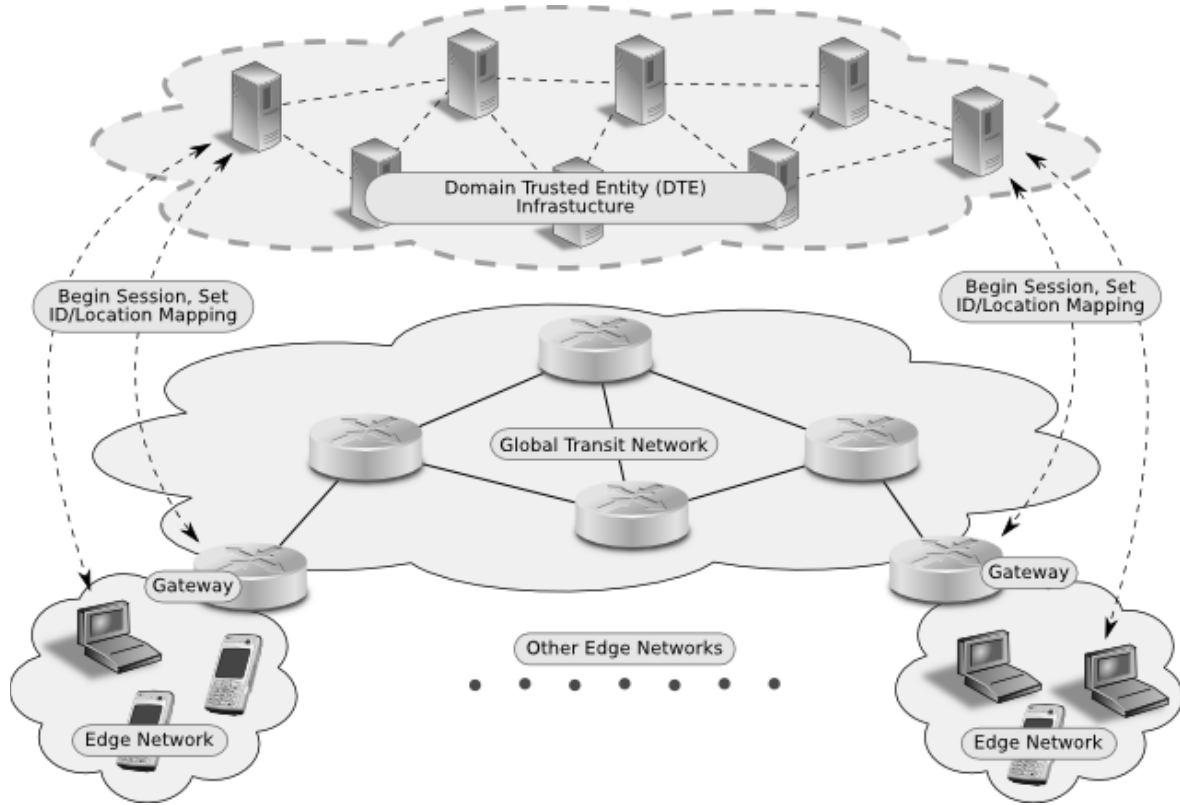 Domain Trusted Entity (DTE)
Infrastucture
Begin Session, Set
ID/Location Mapping
Begin Session, Set
ID/Location Mapping
Global Transit Network
Gateway
Gateway
Other Edge Networks
Edge Network
Edge Network